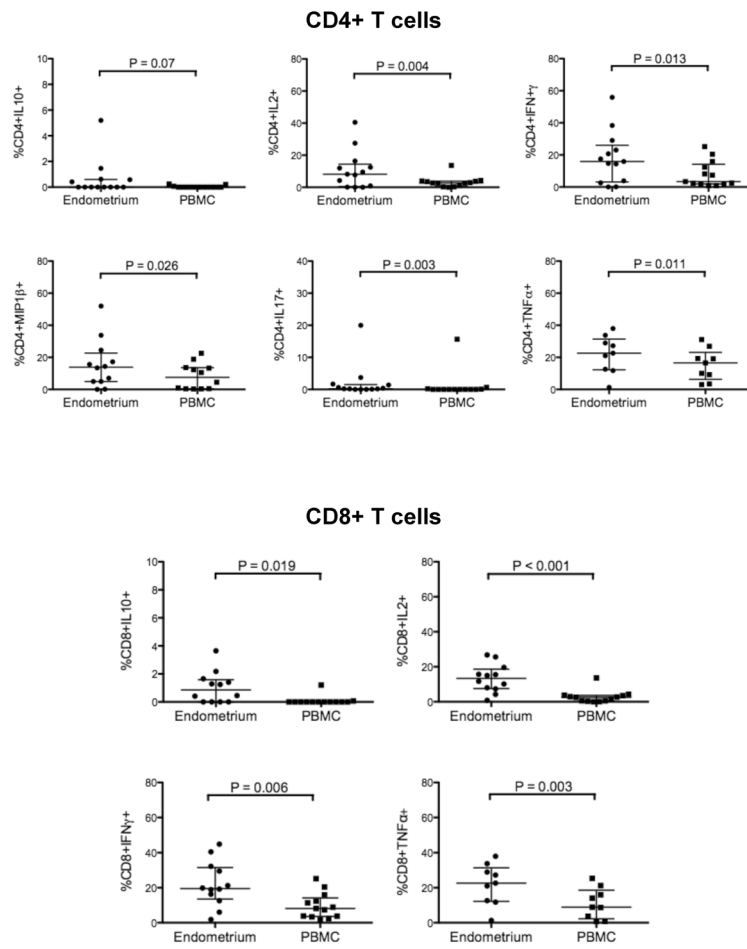 CD4+ T cells
P = 0.07
%CD4+IL10+
10
8
6
4
2
0
Endometrium
PBMC
P = 0.004
%CD4+IL2+
80
60
40
20
0
Endometrium
PBMC
P = 0.013
%CD4+IFN+γ
80
60
40
20
0
Endometrium
PBMC
P = 0.026
%CD4+MIP1β+
80
60
40
20
0
Endometrium
PBMC
P = 0.003
%CD4+IL17+
40
30
20
10
0
Endometrium
PBMC
P = 0.011
%CD4+TNFα+
80
60
40
20
0
Endometrium
PBMC
CD8+ T cells
P = 0.019
%CD8+IL10+
10
8
6
4
2
0
Endometrium
PBMC
P < 0.001
%CD8+IL2+
80
60
40
20
0
Endometrium
PBMC
P = 0.006
%CD8+IFNγ+
80
60
40
20
0
Endometrium
PBMC
P = 0.003
%CD8+TNFα+
80
60
40
20
0
Endometrium
PBMC